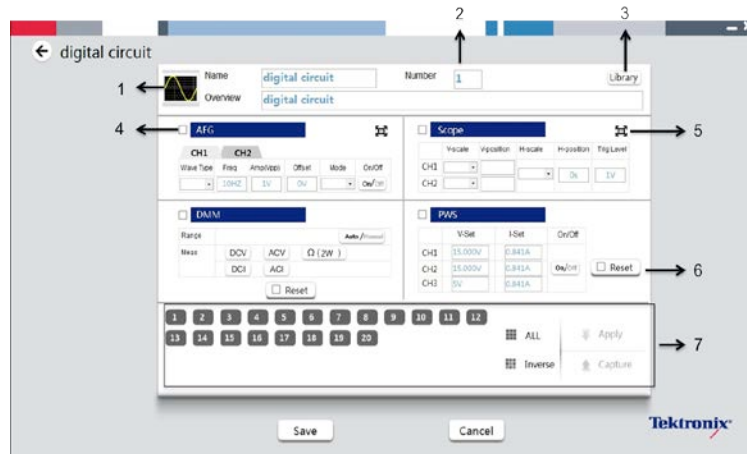 2
3
digital circuit
1
Name
digital circuit
Number
1
Library
Overview
digital circuit
4
AFG
CH1
CH2
Wave Type
Freq
Amp(Vpp)
Offset
Mode
On/Off
10HZ
1V
0V
On/Off
Scope
5
V-scale
V-position
H-scale
H-position
Trig Level
CH1
CH2
0s
1V
DMM
Range
Auto/Manual
Meas
DCV
ACV
Ω (2W )
DCI
ACI
Reset
PWS
V-Set
I-Set
On/Off
CH1
15.000V
0.841A
CH2
15.000V
0.841A
On/Off
Reset
6
CH3
5V
0.841A
1 2 3 4 5 6 7 8 9 10 11 12
13 14 15 16 17 18 19 20
ALL
Apply
7
Inverse
Capture
Save
Cancel
Tektronix